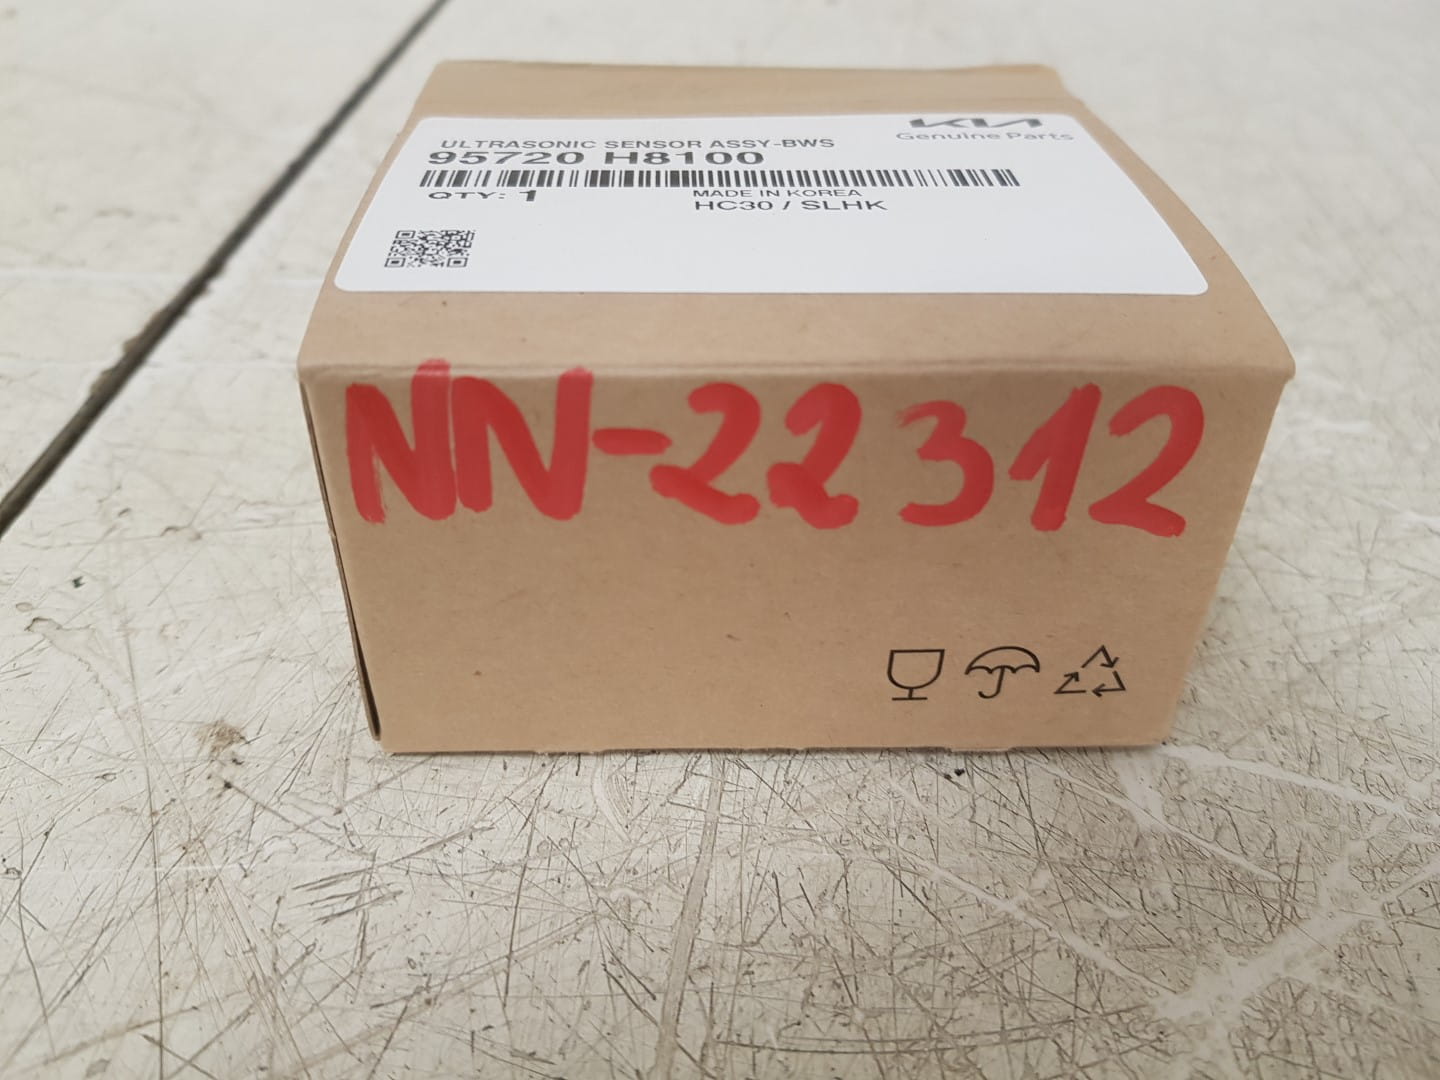 KIA
Genuine Parts
ULTRASONIC SENSOR ASSY-BWS
95720 H8100
QTY: 1
MADE IN KOREA
HC30 / SLHK
NN-22312